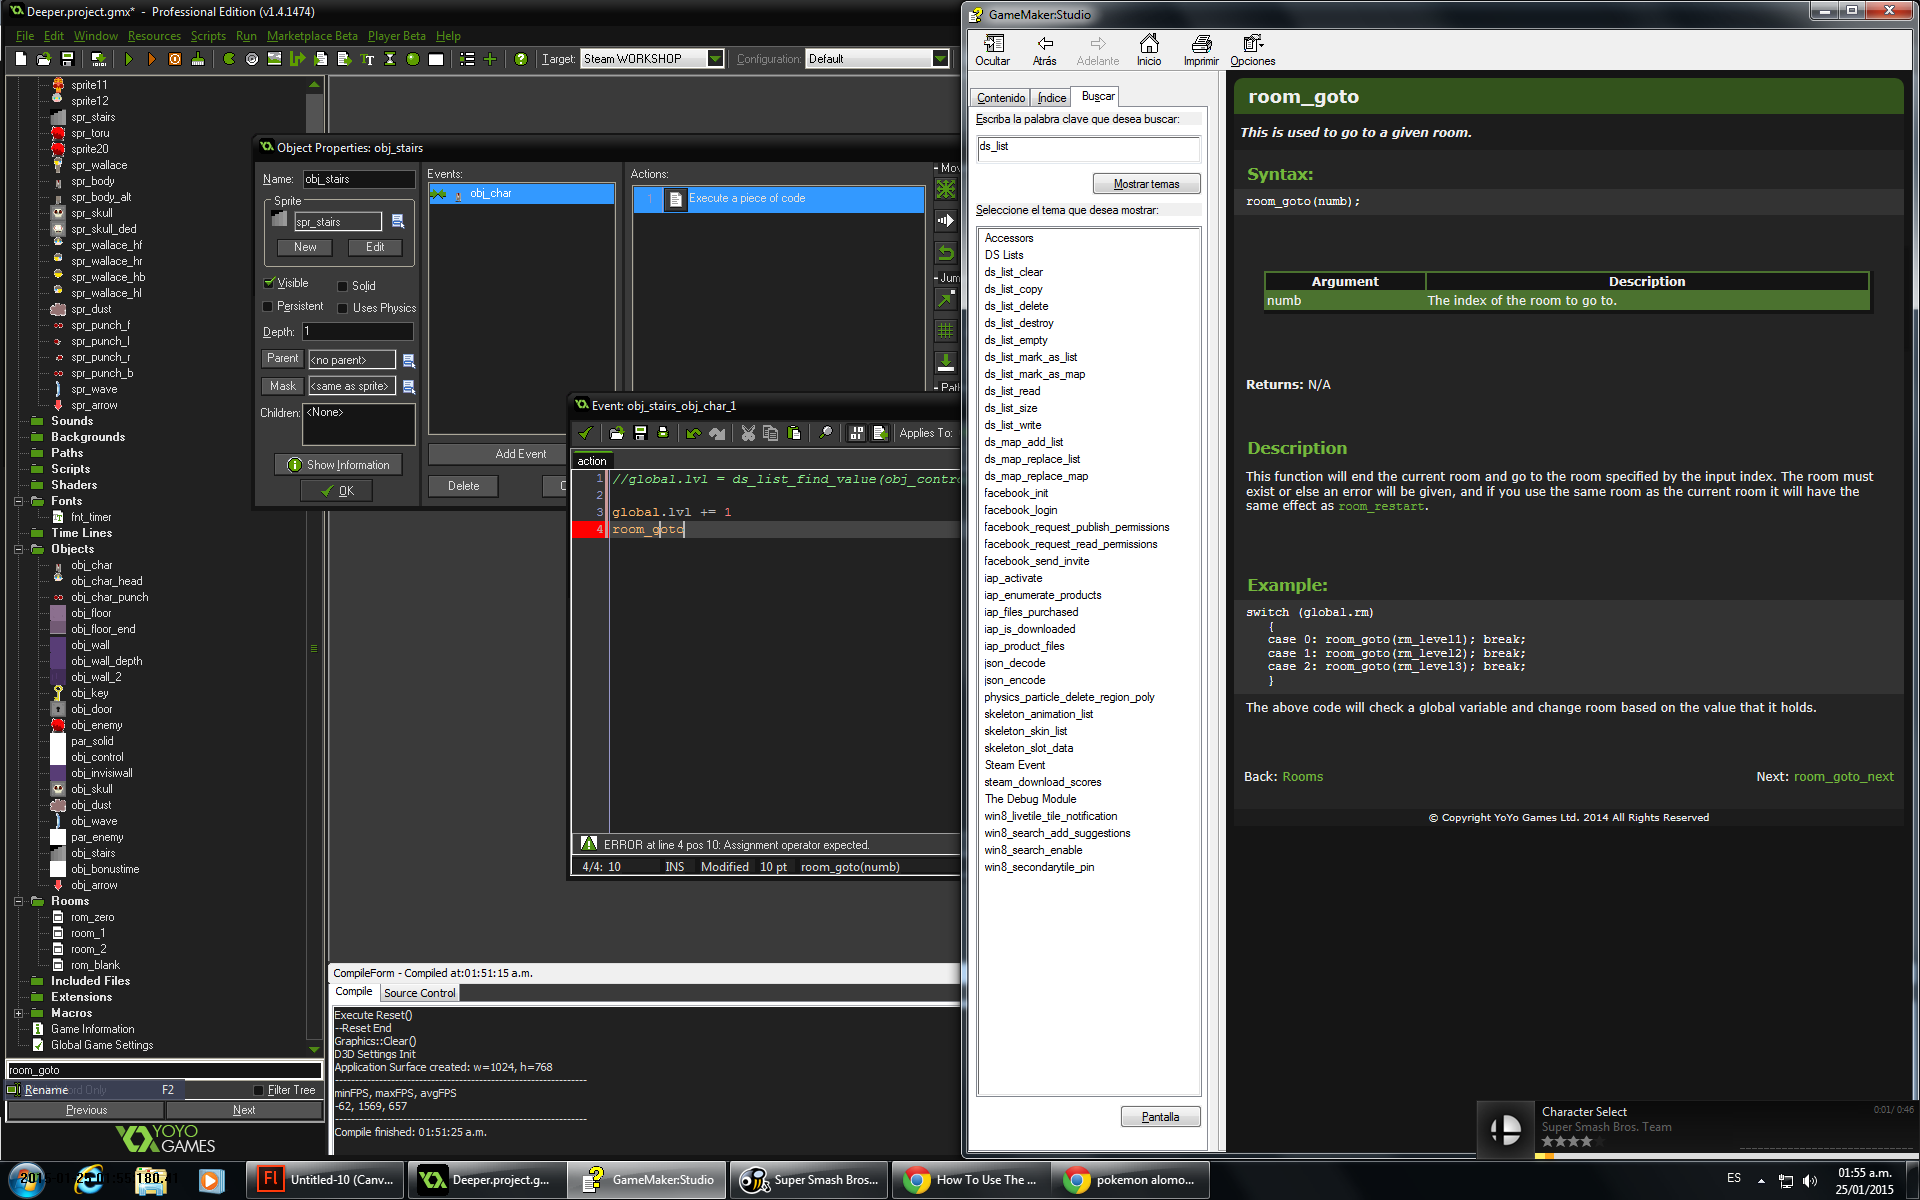 Deeper.project.gmx* - Professional Edition (v1.4.1474)
File Edit Window Resources Scripts Run Marketplace Beta Player Beta Help
Target: Steam WORKSHOP Configuration: Default
sprite11
sprite12
spr_stairs
spr_toru
sprite20
spr_wallace
spr_body
spr_body_alt
spr_skull
spr_skull_ded
spr_wallace_hf
spr_wallace_hr
spr_wallace_hb
spr_wallace_hl
spr_dust
spr_punch_f
spr_punch_l
spr_punch_r
spr_punch_b
spr_wave
spr_arrow
Sounds
Backgrounds
Paths
Scripts
Shaders
Fonts
fnt_timer
Time Lines
Objects
obj_char
obj_char_head
obj_char_punch
obj_floor
obj_floor_end
obj_wall
obj_wall_depth
obj_wall_2
obj_key
obj_door
obj_enemy
par_solid
obj_control
obj_invisiwall
obj_skull
obj_dust
obj_wave
par_enemy
obj_stairs
obj_bonustime
obj_arrow
Rooms
rom_zero
room_1
room_2
rom_blank
Included Files
Extensions
Macros
Game Information
Global Game Settings
room_goto
Rename F2
Filter Tree
Previous Next
YOYO GAMES
Object Properties: obj_stairs
Name: obj_stairs
Sprite
spr_stairs
New Edit
Visible Solid
Persistent Uses Physics
Depth: 1
Parent <no parent>
Mask <same as sprite>
Children: <None>
Show Information
OK
Events:
obj_char
Add Event
Delete
Actions:
1 Execute a piece of code
Mov
Jum
Path
Event: obj_stairs_obj_char_1
Applies To:
action
1 //global.lvl = ds_list_find_value(obj_contro
2
3 global.lvl += 1
4 room_goto
ERROR at line 4 pos 10: Assignment operator expected.
4/4: 10 INS Modified 10 pt room_goto(numb)
CompileForm - Compiled at:01:51:15 a.m.
Compile Source Control
Execute Reset()
--Reset End
Graphics::Clear()
D3D Settings Init
Application Surface created: w=1024, h=768
minFPS, maxFPS, avgFPS
-62, 1569, 657
Compile finished: 01:51:25 a.m.
GameMaker:Studio
Ocultar Atrás Adelante Inicio Imprimir Opciones
Contenido Índice Buscar
Escriba la palabra clave que desea buscar:
ds_list
Mostrar temas
Seleccione el tema que desea mostrar:
Accessors
DS Lists
ds_list_clear
ds_list_copy
ds_list_delete
ds_list_destroy
ds_list_empty
ds_list_mark_as_list
ds_list_mark_as_map
ds_list_read
ds_list_size
ds_list_write
ds_map_add_list
ds_map_replace_list
ds_map_replace_map
facebook_init
facebook_login
facebook_request_publish_permissions
facebook_request_read_permissions
facebook_send_invite
iap_activate
iap_enumerate_products
iap_files_purchased
iap_is_downloaded
iap_product_files
json_decode
json_encode
physics_particle_delete_region_poly
skeleton_animation_list
skeleton_skin_list
skeleton_slot_data
Steam Event
steam_download_scores
The Debug Module
win8_livetile_tile_notification
win8_search_add_suggestions
win8_search_enable
win8_secondarytile_pin
Pantalla
room_goto
This is used to go to a given room.
Syntax:
room_goto(numb);
Argument Description
numb The index of the room to go to.
Returns: N/A
Description
This function will end the current room and go to the room specified by the input index. The room must
exist or else an error will be given, and if you use the same room as the current room it will have the
same effect as room_restart.
Example:
switch (global.rm)
{
case 0: room_goto(rm_level1); break;
case 1: room_goto(rm_level2); break;
case 2: room_goto(rm_level3); break;
}
The above code will check a global variable and change room based on the value that it holds.
Back: Rooms Next: room_goto_next
© Copyright YoYo Games Ltd. 2014 All Rights Reserved
Character Select 0:01/ 0:46
Super Smash Bros. Team
Untitled-10 (Canv...
Deeper.project.g...
GameMaker:Studio
Super Smash Bros...
How To Use The ...
pokemon alomo...
ES
01:55 a.m.
25/01/2015